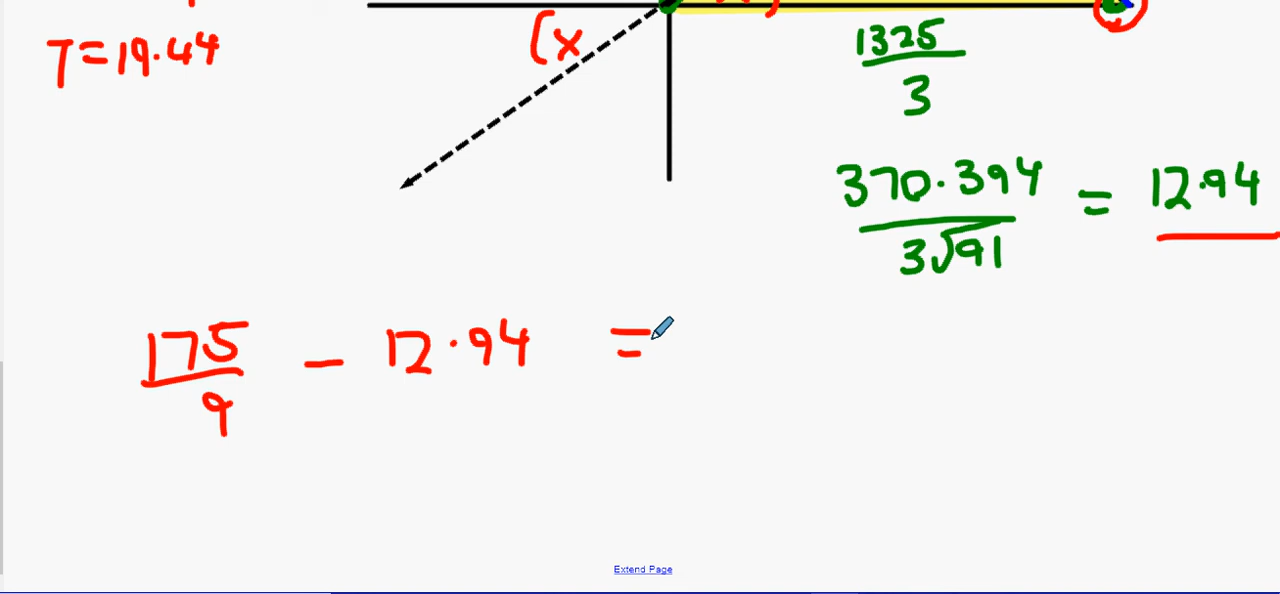 T=19.44
(x
1325
3
370.394
3√91
= 12.94
175
9
- 12.94 =
Extend Page